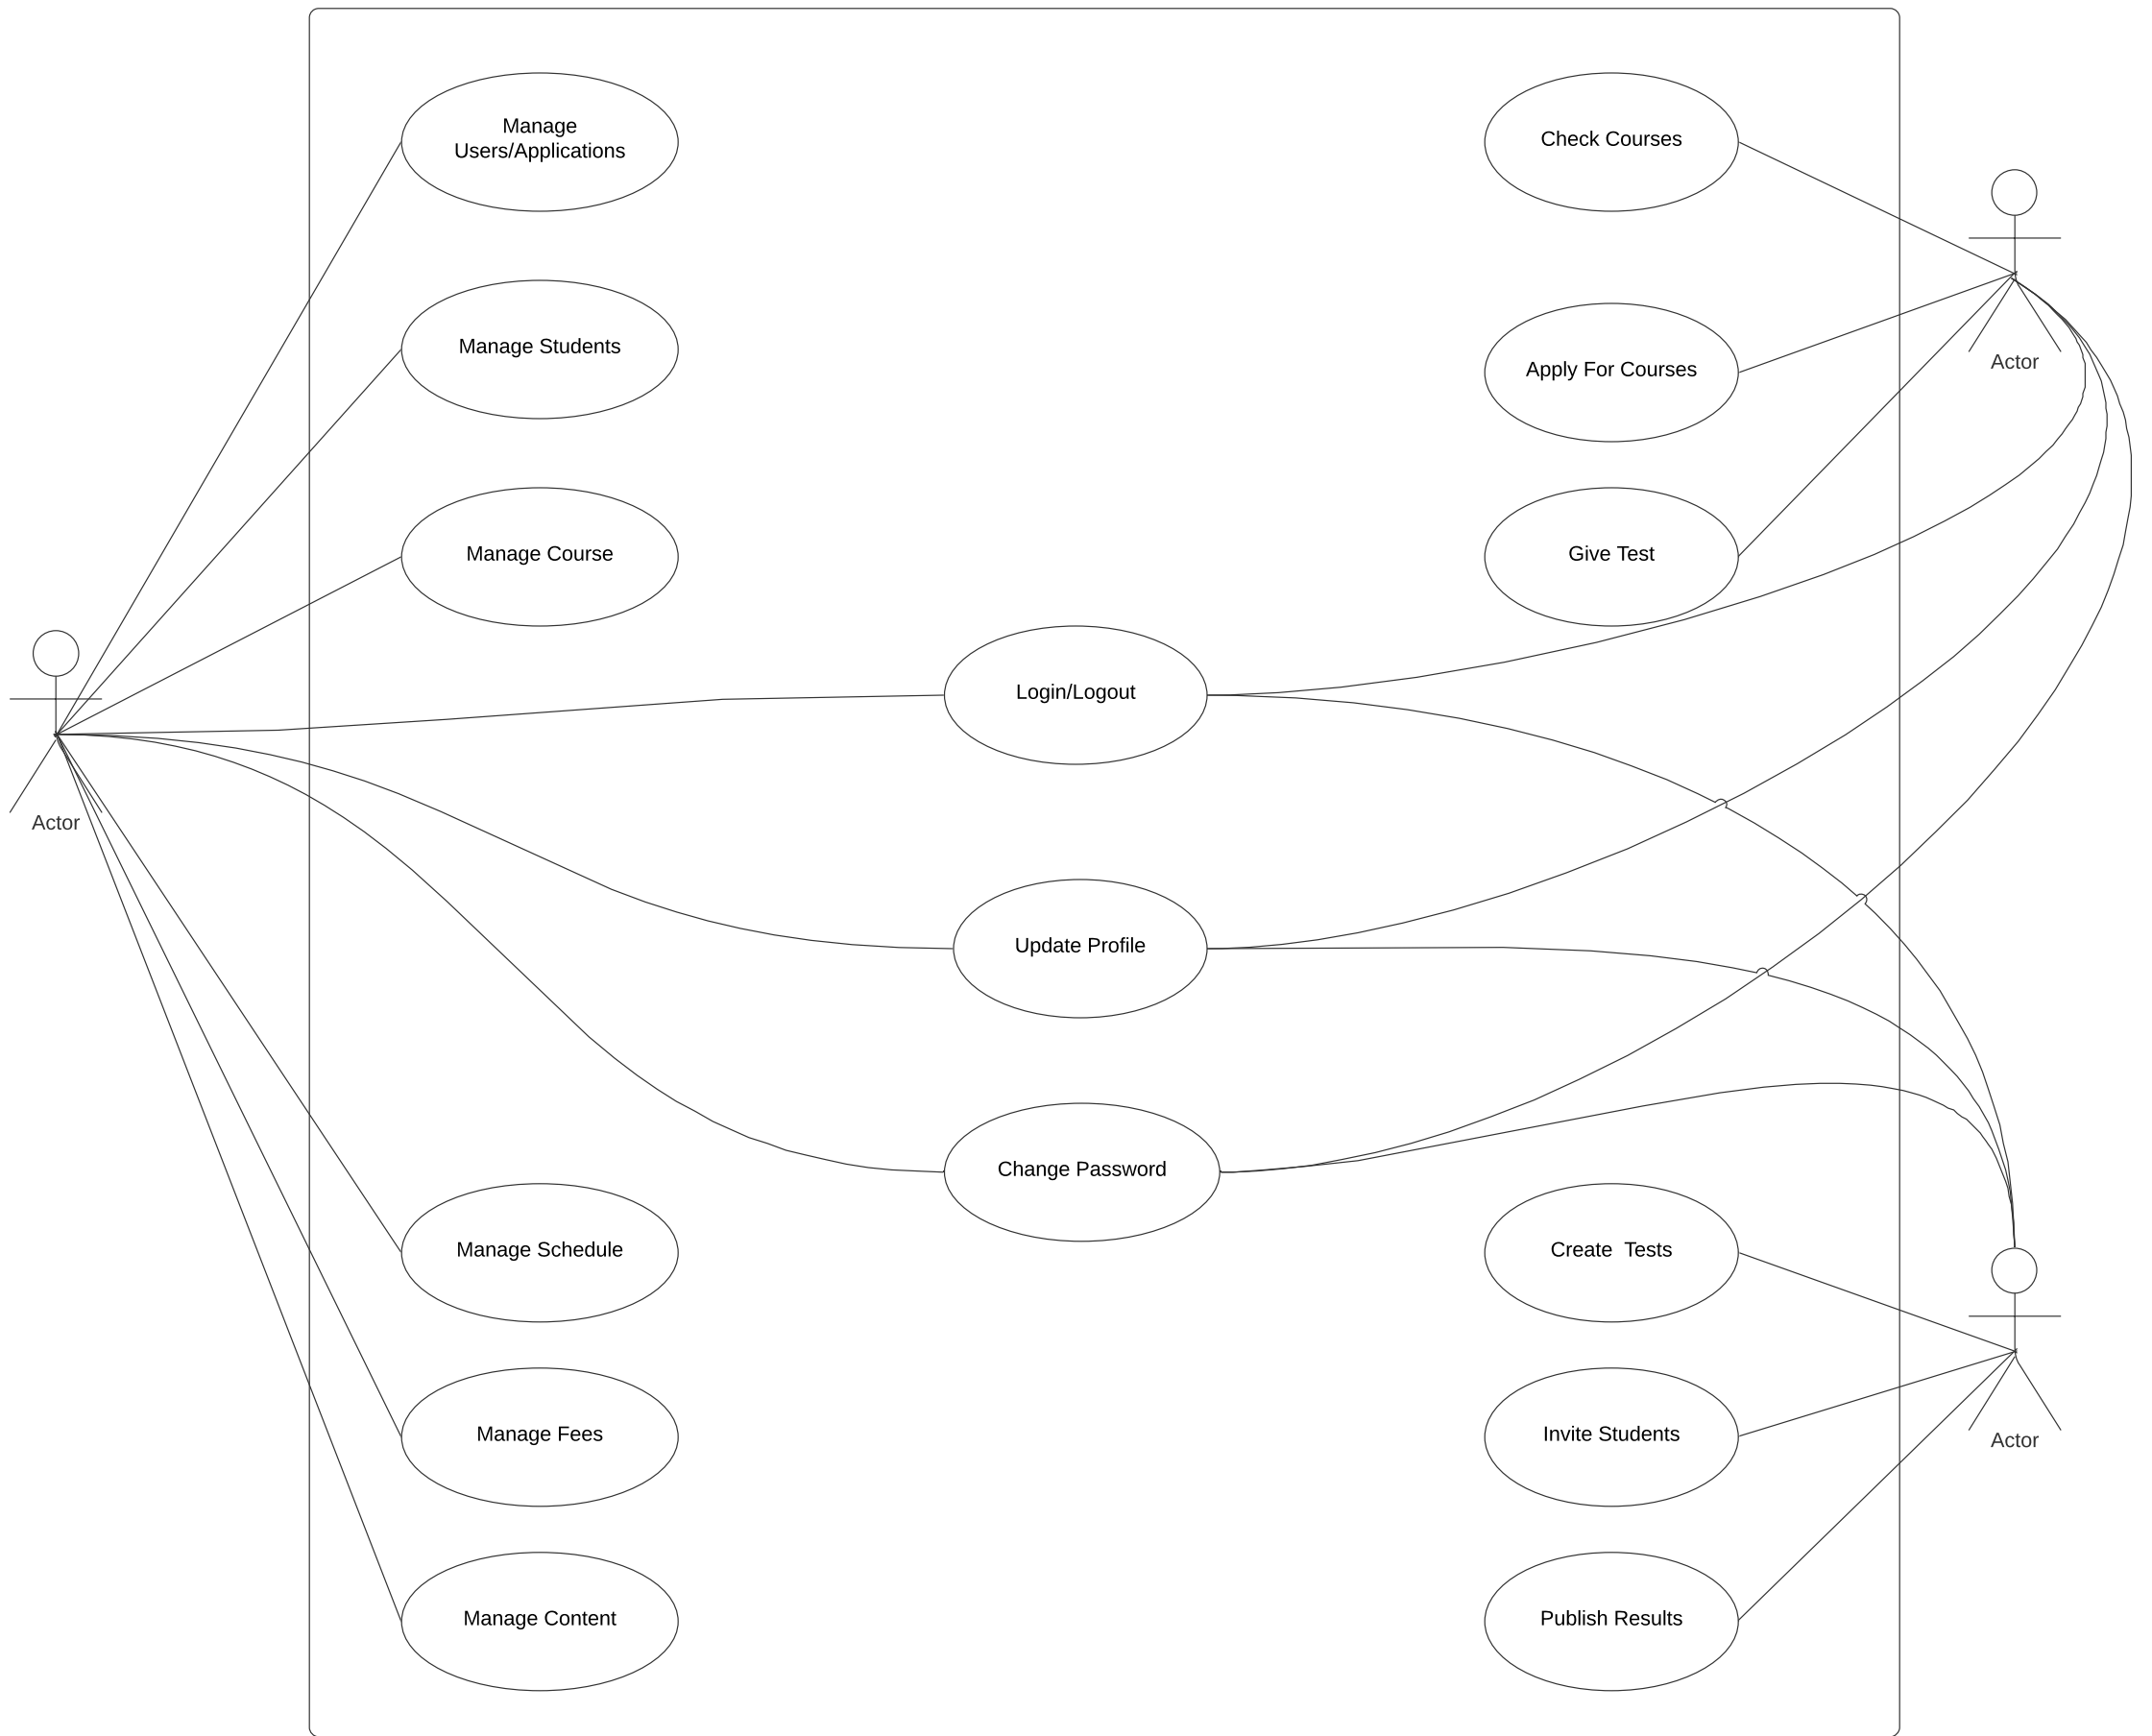 Manage
Users/Applications
Check Courses
Manage Students
Actor
Apply For Courses
Manage Course
Give Test
Login/Logout
Actor
Update Profile
Change Password
Manage Schedule
Create  Tests
Manage Fees
Invite Students
Actor
Manage Content
Publish Results